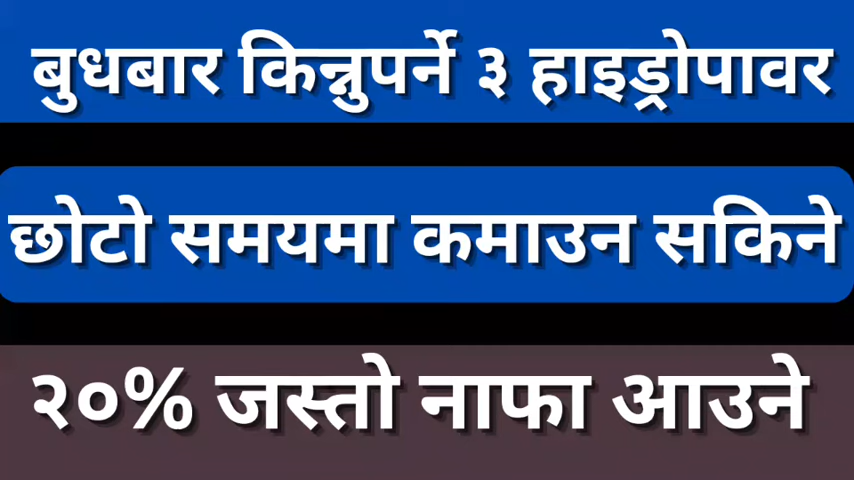 बुधबार किन्नुपर्ने ३ हाइड्रोपावर
छोटो समयमा कमाउन सकिने
२०% जस्तो नाफा आउने